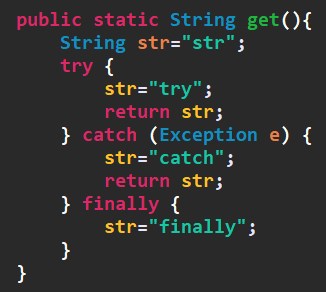 public static String get(){
    String str="str";
    try {
        str="try";
        return str;
    } catch (Exception e) {
        str="catch";
        return str;
    } finally {
        str="finally";
    }
}